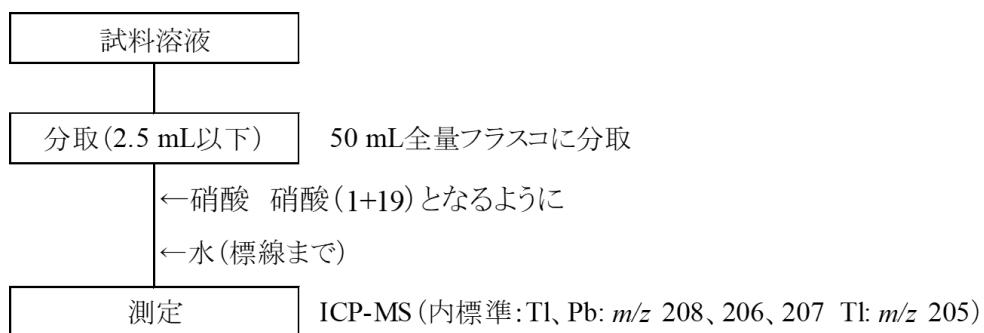 試料溶液
分取(2.5 mL以下) 50 mL全量フラスコに分取
←硝酸 硝酸(1+19)となるように
←水(標線まで)
測定 ICP-MS(内標準:Tl、Pb: m/z 208、206、207 Tl: m/z 205)